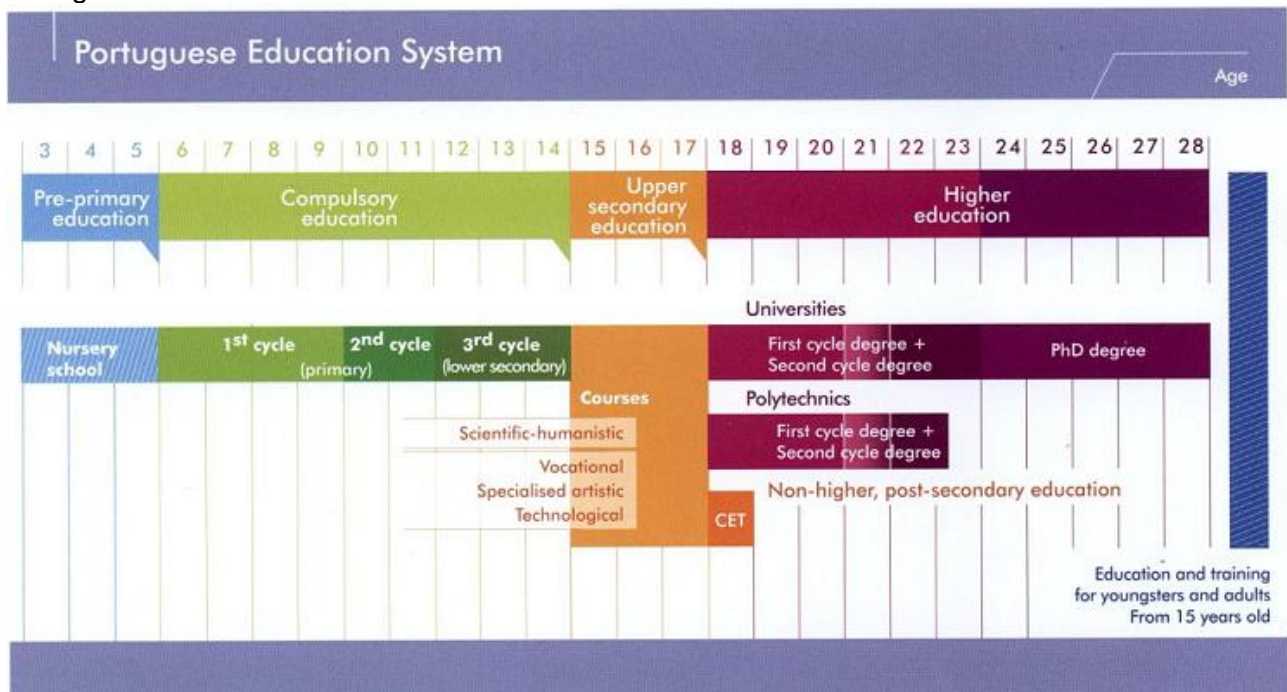 Portuguese Education System
Age
3 4 5 6 7 8 9 10 11 12 13 14 15 16 17 18 19 20 21 22 23 24 25 26 27 28
Pre-primary
education
Compulsory
education
Upper
secondary
education
Higher
education
Universities
Nursery
school
1st cycle
2nd cycle
(primary)
3rd cycle
(lower secondary)
First cycle degree +
Second cycle degree
PhD degree
Courses
Polytechnics
Scientific-humanistic
First cycle degree +
Second cycle degree
Vocational
Specialised artistic
Technological
CET
Non-higher, post-secondary education
Education and training
for youngsters and adults
From 15 years old